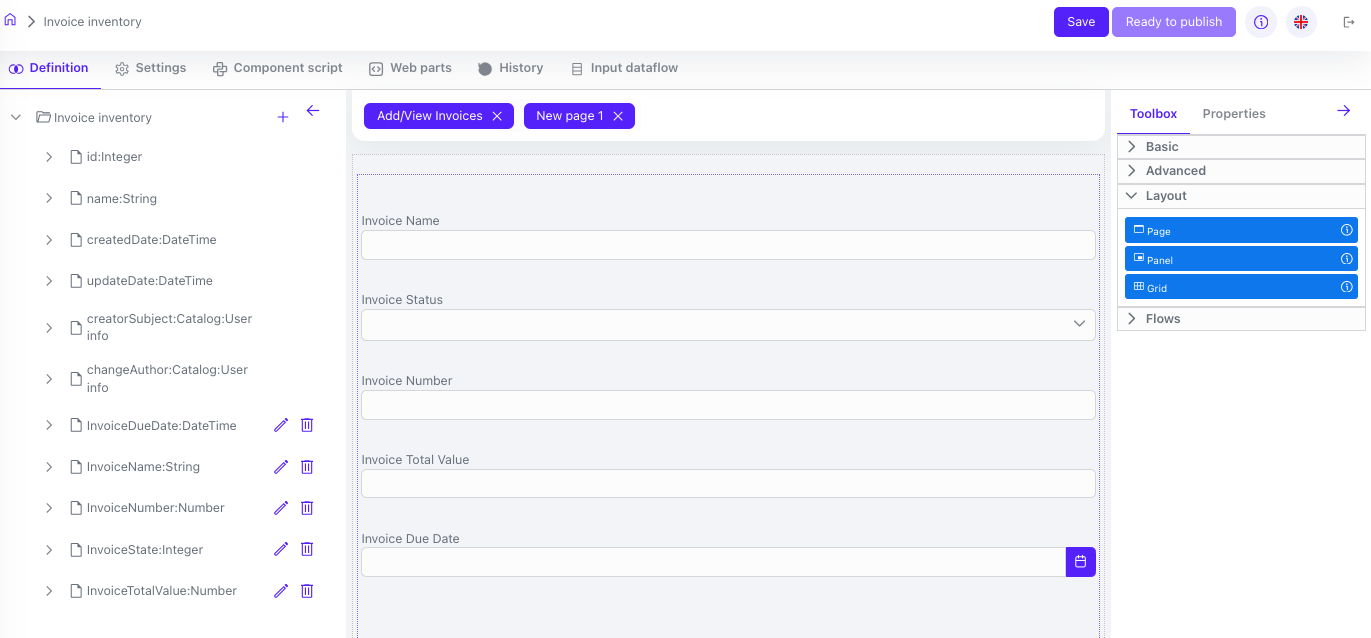 Invoice inventory
Save
Ready to publish
Definition
Settings
Component script
Web parts
History
Input dataflow
Invoice inventory
id:Integer
name:String
createdDate:DateTime
updateDate:DateTime
creatorSubject:Catalog:User
info
changeAuthor:Catalog:User
info
InvoiceDueDate:DateTime
InvoiceName:String
InvoiceNumber:Number
InvoiceState:Integer
InvoiceTotalValue:Number
Add/View Invoices
New page 1
Invoice Name
Invoice Status
Invoice Number
Invoice Total Value
Invoice Due Date
Toolbox
Properties
Basic
Advanced
Layout
Page
Panel
Grid
Flows